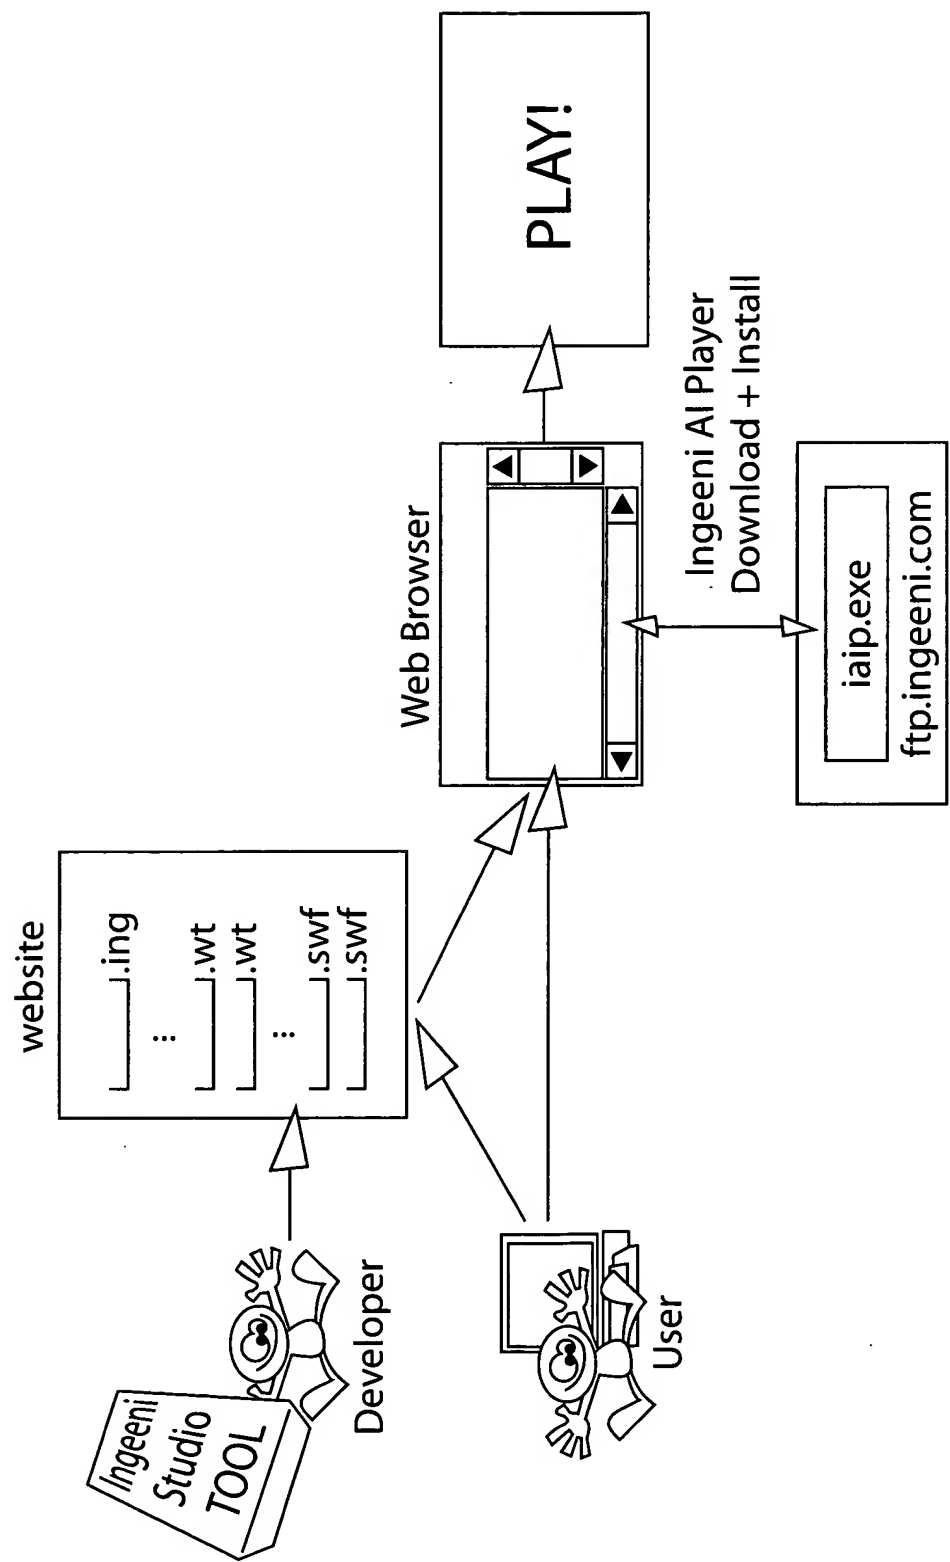 Ingeeni
Studio
TOOL
Developer
website
.ing
...
.wt
.wt
...
.swf
.swf
User
Web Browser
PLAY!
Ingeeni AI Player
Download + Install
iaip.exe
ftp.ingeeni.com